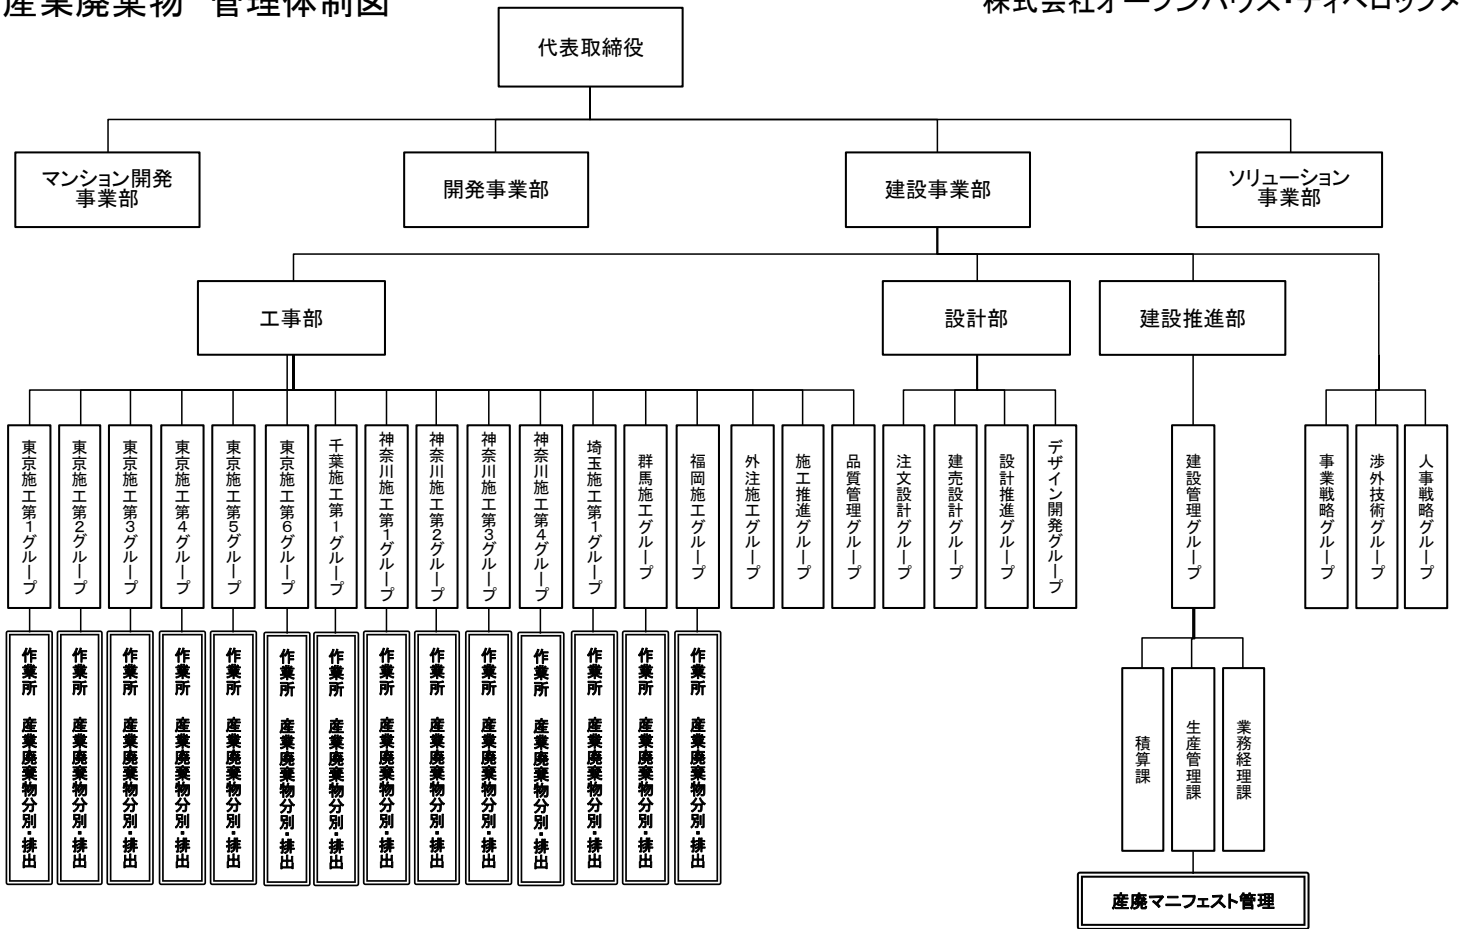 産業廃棄物 管理体制図
株式会社オープンハウス・ディベロップメ
代表取締役
マンション開発
事業部
開発事業部
建設事業部
ソリューション
事業部
工事部
設計部
建設推進部
東京施工第1グループ
東京施工第2グループ
東京施工第3グループ
東京施工第4グループ
東京施工第5グループ
東京施工第6グループ
千葉施工第1グループ
神奈川施工第1グループ
神奈川施工第2グループ
神奈川施工第3グループ
神奈川施工第4グループ
埼玉施工第1グループ
群馬施工グループ
福岡施工グループ
外注施工グループ
施工推進グループ
品質管理グループ
注文設計グループ
建売設計グループ
設計推進グループ
デザイン開発グループ
建設管理グループ
事業戦略グループ
渉外技術グループ
人事戦略グループ
作業所 産業廃棄物分別・排出
作業所 産業廃棄物分別・排出
作業所 産業廃棄物分別・排出
作業所 産業廃棄物分別・排出
作業所 産業廃棄物分別・排出
作業所 産業廃棄物分別・排出
作業所 産業廃棄物分別・排出
作業所 産業廃棄物分別・排出
作業所 産業廃棄物分別・排出
作業所 産業廃棄物分別・排出
作業所 産業廃棄物分別・排出
作業所 産業廃棄物分別・排出
作業所 産業廃棄物分別・排出
作業所 産業廃棄物分別・排出
積算課
生産管理課
業務経理課
産廃マニフェスト管理